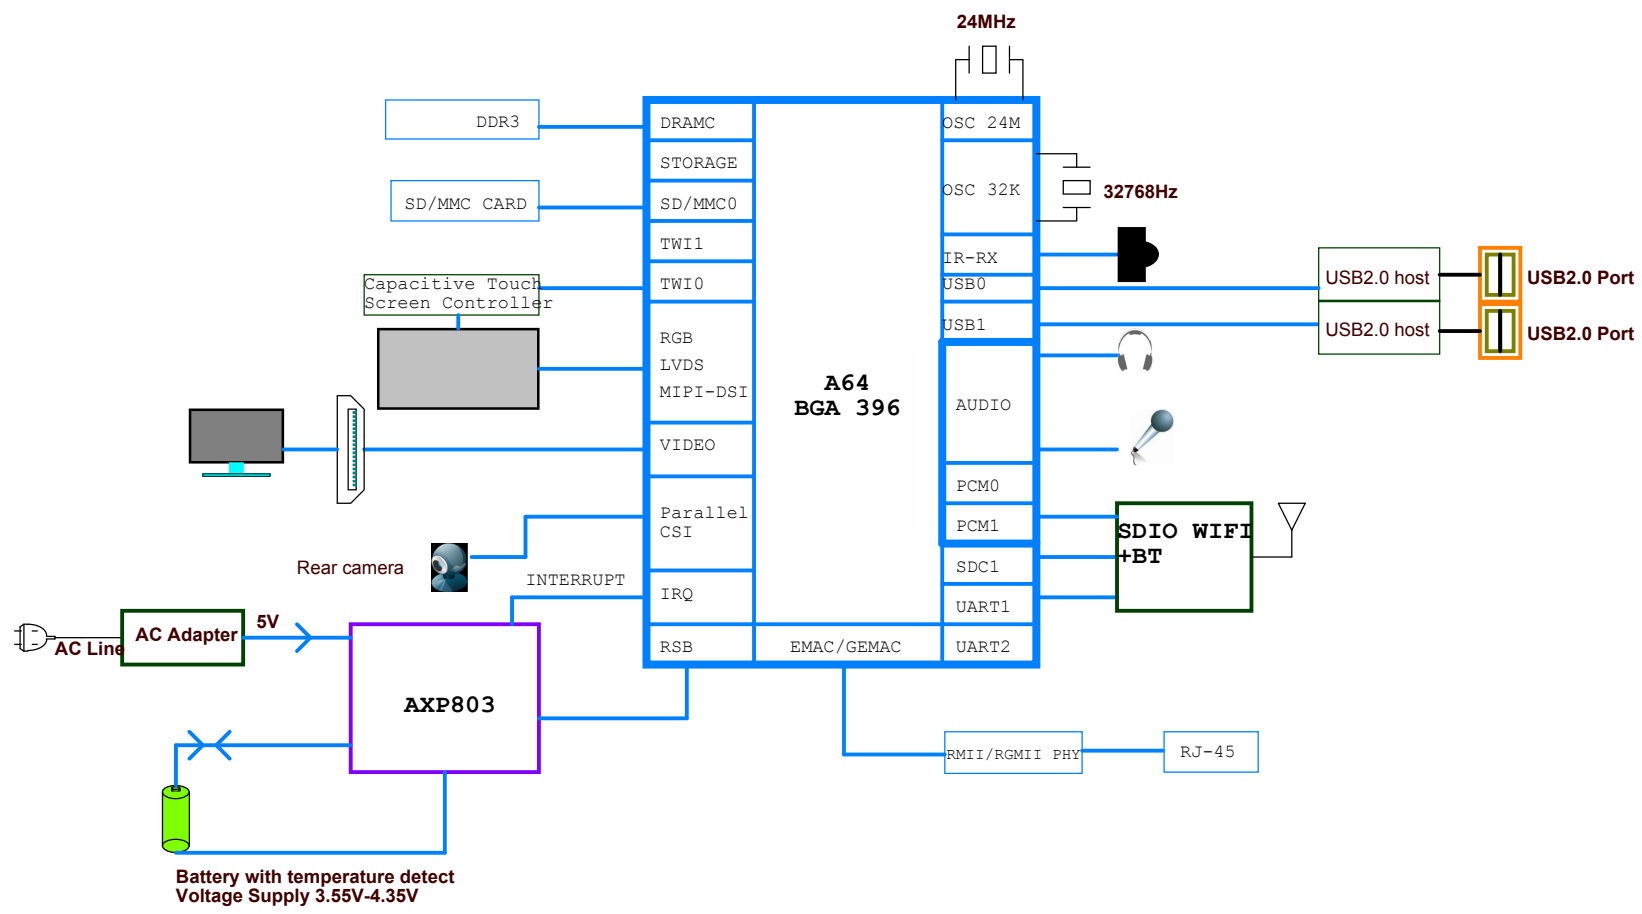 24MHz
DDR3
DRAMC
OSC 24M
STORAGE
SD/MMC CARD
SD/MMC0
OSC 32K
32768Hz
TWI1
IR-RX
Capacitive Touch
Screen Controller
TWI0
USB0
USB2.0 host
USB2.0 Port
USB1
USB2.0 host
USB2.0 Port
RGB
LVDS
MIPI-DSI
A64
BGA 396
AUDIO
VIDEO
PCM0
Parallel
CSI
PCM1
SDIO WIFI
+BT
Rear camera
SDC1
INTERRUPT
IRQ
UART1
AC Line
AC Adapter
5V
RSB
EMAC/GEMAC
UART2
AXP803
RMII/RGMII PHY
RJ-45
Battery with temperature detect
Voltage Supply 3.55V-4.35V